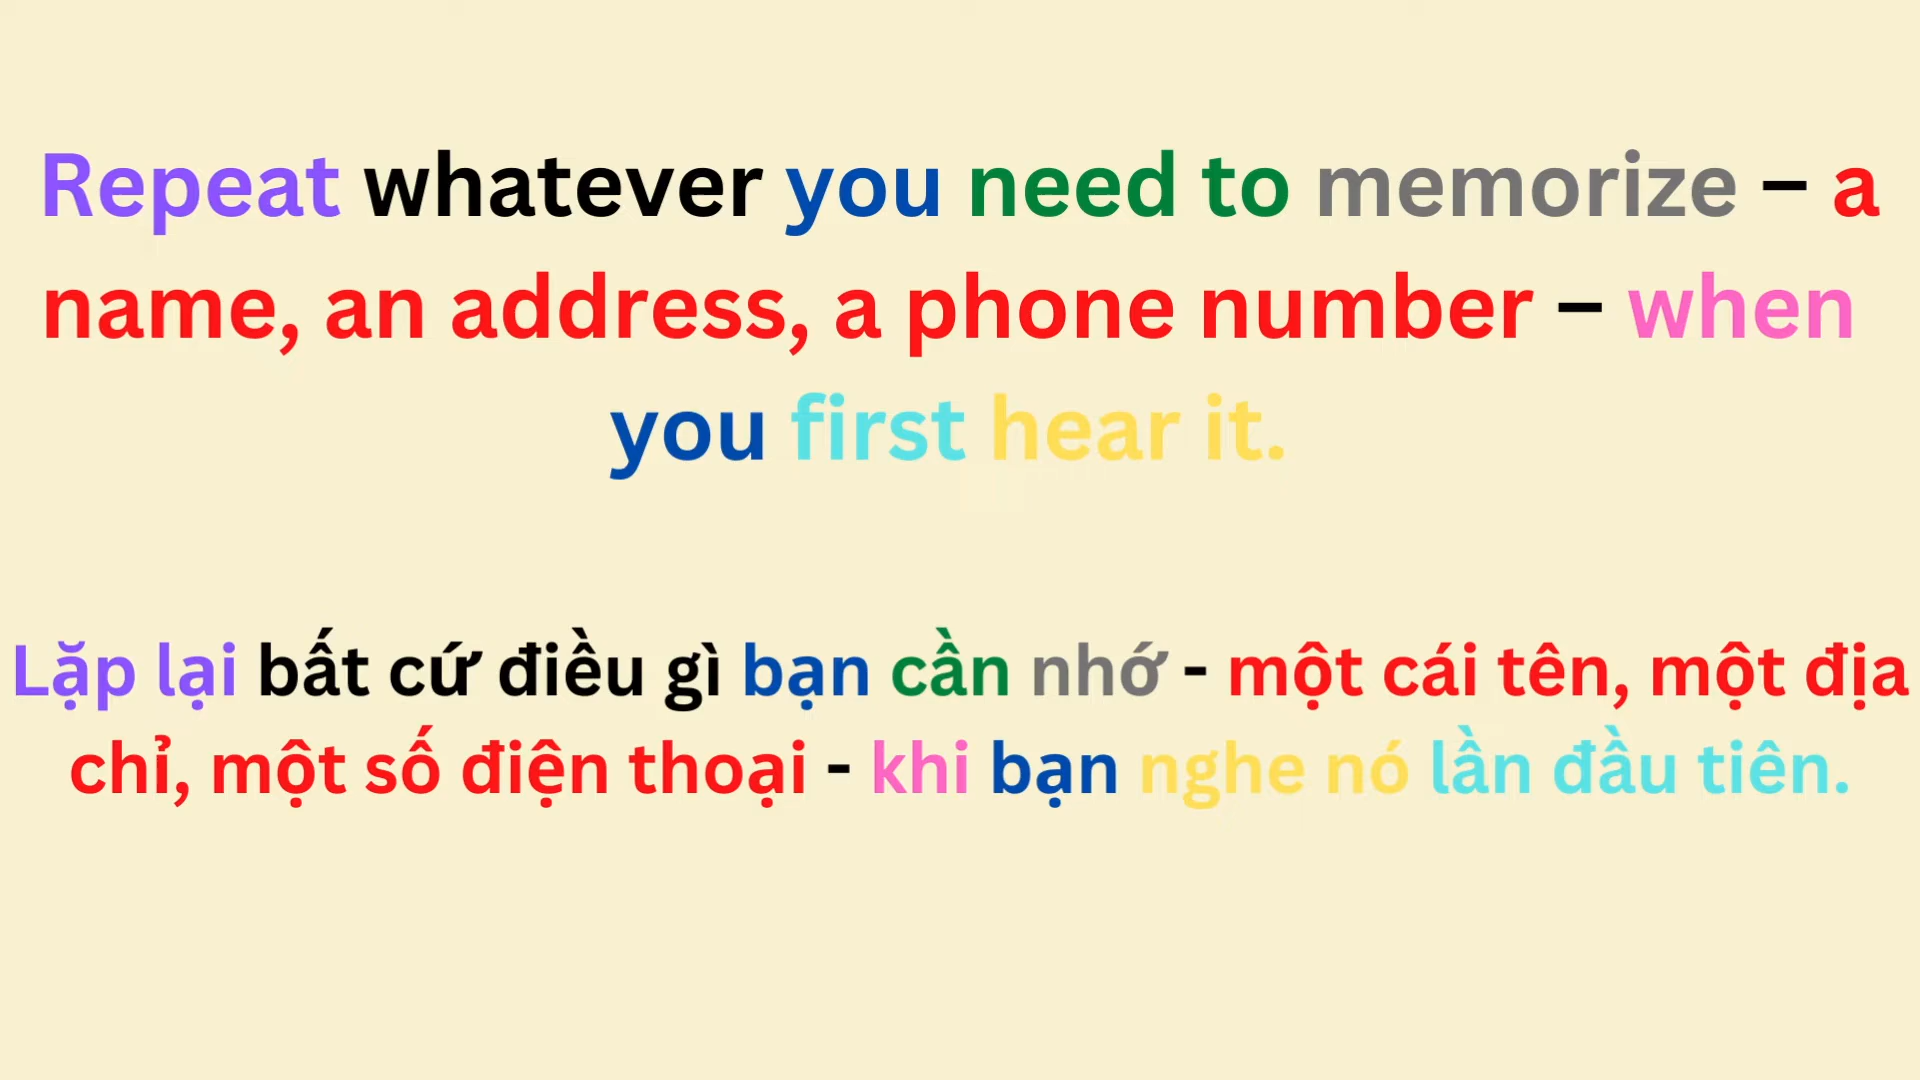 Repeat whatever you need to memorize – a
name, an address, a phone number – when
you first hear it.
Lặp lại bất cứ điều gì bạn cần nhớ - một cái tên, một địa
chỉ, một số điện thoại - khi bạn nghe nó lần đầu tiên.